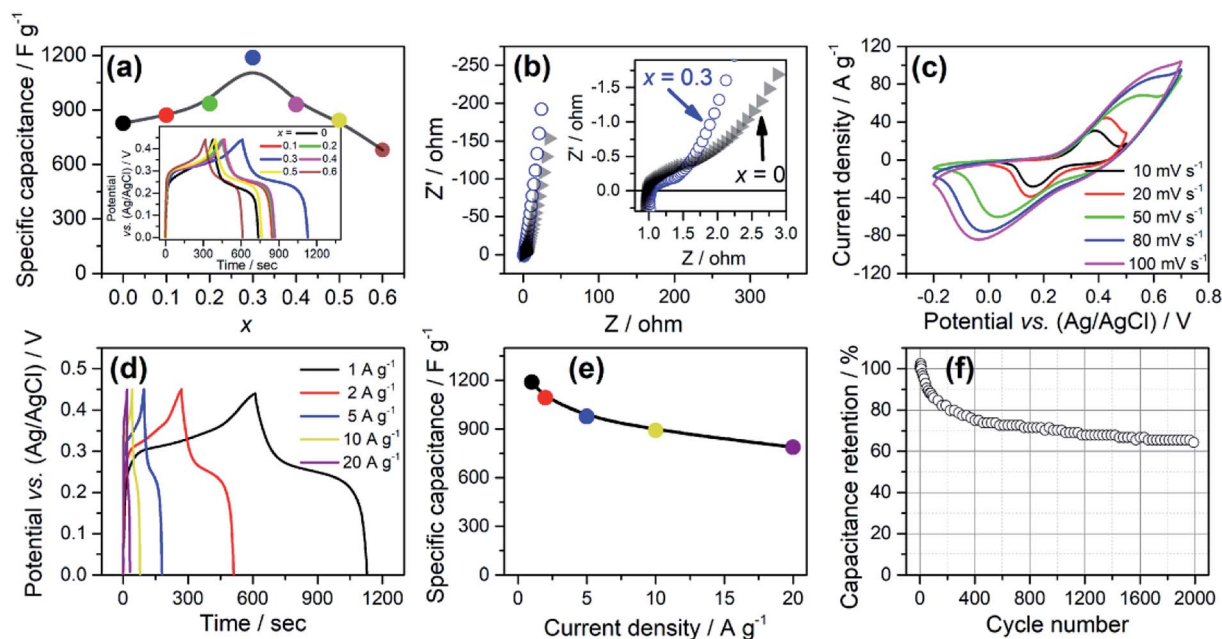 (a)
Specific capacitance / F g⁻¹
1200
900
600
300
0
0.0 0.1 0.2 0.3 0.4 0.5 0.6
x
x = 0
0.1 0.2
0.3 0.4
0.5 0.6
Potential
vs. (Ag/AgCl) / V
0.4
0.3
0.2
0.1
0.0
0 300 600 900 1200
Time / sec
(b)
Z' / ohm
-250
-200
-150
-100
-50
0
0 100 200 300
Z / ohm
x = 0.3
x = 0
Z' / ohm
-1.5
-1.0
-0.5
0.0
1.0 1.5 2.0 2.5 3.0
Z / ohm
(c)
Current density / A g⁻¹
120
80
40
0
-40
-80
-120
10 mV s⁻¹
20 mV s⁻¹
50 mV s⁻¹
80 mV s⁻¹
100 mV s⁻¹
-0.2 0.0 0.2 0.4 0.6 0.8
Potential vs. (Ag/AgCl) / V
(d)
Potential vs. (Ag/AgCl) / V
0.5
0.4
0.3
0.2
0.1
0.0
1 A g⁻¹
2 A g⁻¹
5 A g⁻¹
10 A g⁻¹
20 A g⁻¹
0 300 600 900 1200
Time / sec
(e)
Specific capacitance / F g⁻¹
1200
900
600
300
0
0 5 10 15 20
Current density / A g⁻¹
(f)
Capacitance retention / %
100
80
60
40
20
0
0 400 800 1200 1600 2000
Cycle number